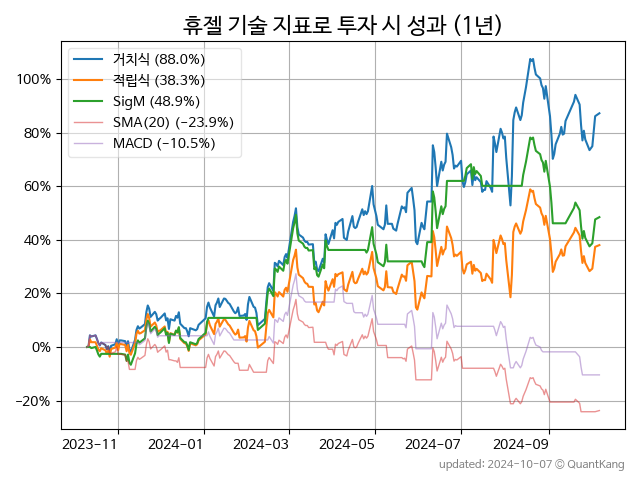 휴젤 기술 지표로 투자 시 성과 (1년)
거치식 (88.0%)
적립식 (38.3%)
SigM (48.9%)
SMA(20) (−23.9%)
MACD (−10.5%)
100%
80%
60%
40%
20%
0%
−20%
2023-11
2024-01
2024-03
2024-05
2024-07
2024-09
updated: 2024-10-07 © QuantKang